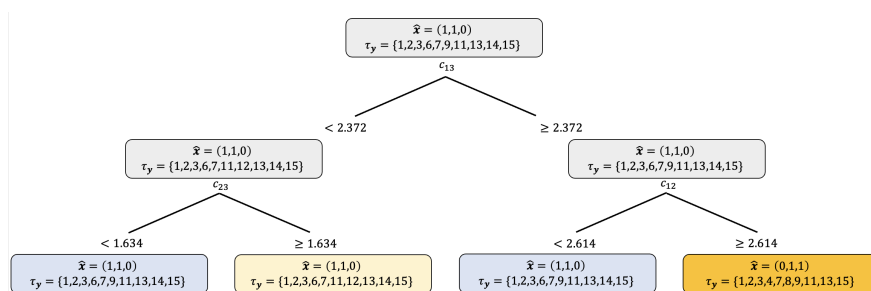 x̂ = (1,1,0)
τ_y = {1,2,3,6,7,9,11,13,14,15}
c₁₃
< 2.372
≥ 2.372
x̂ = (1,1,0)
τ_y = {1,2,3,6,7,11,12,13,14,15}
x̂ = (1,1,0)
τ_y = {1,2,3,6,7,9,11,13,14,15}
c₂₃
c₁₂
< 1.634
≥ 1.634
< 2.614
≥ 2.614
x̂ = (1,1,0)
τ_y = {1,2,3,6,7,9,11,13,14,15}
x̂ = (1,1,0)
τ_y = {1,2,3,6,7,11,12,13,14,15}
x̂ = (1,1,0)
τ_y = {1,2,3,6,7,9,11,13,14,15}
x̂ = (0,1,1)
τ_y = {1,2,3,4,7,8,9,11,13,15}